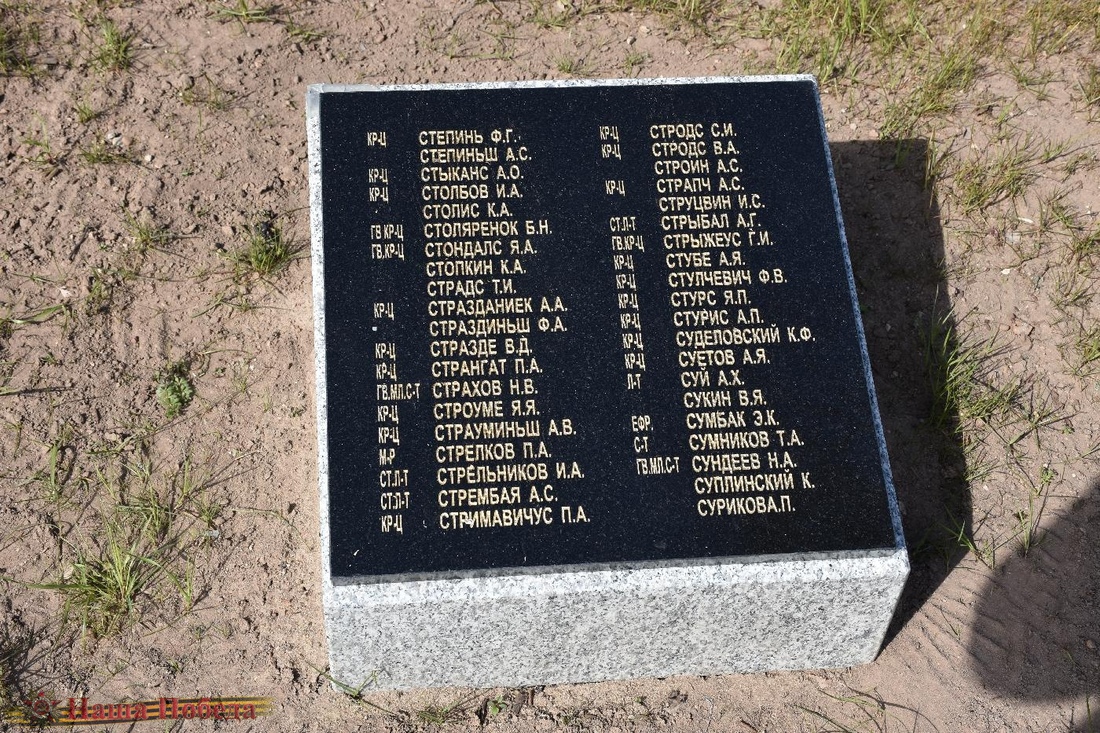 КР-Ц СТЕПИНЬ Ф.Г.
СТЕПИНЬШ А.С.
КР-Ц СТЫКАНС А.О.
КР-Ц СТОЛБОВ И.А.
СТОЛИС К.А.
ГВ КР-Ц СТОЛЯРЕНОК Б.Н.
ГВ.КР-Ц СТОНДАЛС Я.А.
СТОПКИН К.А.
СТРАДС Т.И.
КР-Ц СТРАЗДАНИЕК А.А.
СТРАЗДИНЬШ Ф.А.
КР-Ц СТРАЗДЕ В.Д.
КР-Ц СТРАНГАТ П.А.
ГВ.МЛ.С-Т СТРАХОВ Н.В.
КР-Ц СТРОУМЕ Я.Я.
КР-Ц СТРАУМИНЬШ А.В.
М-Р СТРЕЛКОВ П.А.
СТ.Л-Т СТРЕЛЬНИКОВ И.А.
СТ.Л-Т СТРЕМБАЯ А.С.
КР-Ц СТРИМАВИЧУС П.А.
КР-Ц СТРОДС С.И.
КР-Ц СТРОДС В.А.
СТРОИН А.С.
КР-Ц СТРАПЧ А.С.
СТРУЦВИН И.С.
СТ.Л-Т СТРЫБАЛ А.Г.
ГВ.КР-Ц СТРЫЖЕУС Г.И.
КР-Ц СТУБЕ А.Я.
КР-Ц СТУЛЧЕВИЧ Ф.В.
КР-Ц СТУРС Я.П.
КР-Ц СТУРИС А.П.
КР-Ц СУДЕЛОВСКИЙ К.Ф.
КР-Ц СУЕТОВ А.Я.
Л-Т СУЙ А.Х.
СУКИН В.Я.
ЕФР. СУМБАК Э.К.
С-Т СУМНИКОВ Т.А.
ГВ.МЛ.С-Т СУНДЕЕВ Н.А.
СУПЛИНСКИЙ К.
СУРИКОВА.П.
Наша Победа